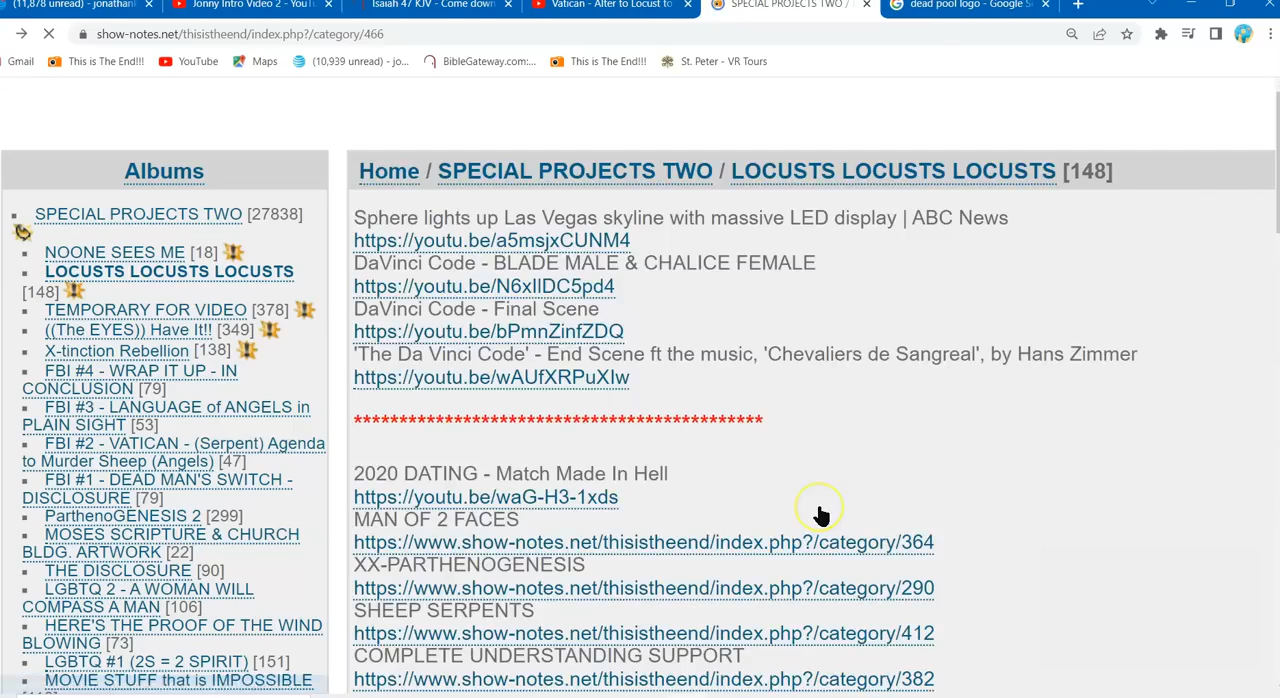 (11,878 unread) - jonathank
Jonny Intro Video 2 - YouTu
Isaiah 47 KJV - Come down
Vatican - Alter to Locust to
SPECIAL PROJECTS TWO /
dead pool logo - Google S
show-notes.net/thisistheend/index.php?/category/466
Gmail
This is The End!!!
YouTube
Maps
(10,939 unread) - jo...
BibleGateway.com:...
This is The End!!!
St. Peter - VR Tours
Albums
SPECIAL PROJECTS TWO [27838]
NOONE SEES ME [18]
LOCUSTS LOCUSTS LOCUSTS
[148]
TEMPORARY FOR VIDEO [378]
((The EYES)) Have It!! [349]
X-tinction Rebellion [138]
FBI #4 - WRAP IT UP - IN
CONCLUSION [79]
FBI #3 - LANGUAGE of ANGELS in
PLAIN SIGHT [53]
FBI #2 - VATICAN - (Serpent) Agenda
to Murder Sheep (Angels) [47]
FBI #1 - DEAD MAN'S SWITCH -
DISCLOSURE [79]
ParthenoGENESIS 2 [299]
MOSES SCRIPTURE & CHURCH
BLDG. ARTWORK [22]
THE DISCLOSURE [90]
LGBTQ 2 - A WOMAN WILL
COMPASS A MAN [106]
HERE'S THE PROOF OF THE WIND
BLOWING [73]
LGBTQ #1 (2S = 2 SPIRIT) [151]
MOVIE STUFF that is IMPOSSIBLE
Home / SPECIAL PROJECTS TWO / LOCUSTS LOCUSTS LOCUSTS [148]
Sphere lights up Las Vegas skyline with massive LED display | ABC News
https://youtu.be/a5msjxCUNM4
DaVinci Code - BLADE MALE & CHALICE FEMALE
https://youtu.be/N6xIlDC5pd4
DaVinci Code - Final Scene
https://youtu.be/bPmnZinfZDQ
'The Da Vinci Code' - End Scene ft the music, 'Chevaliers de Sangreal', by Hans Zimmer
https://youtu.be/wAUfXRPuXIw
*******************************************
2020 DATING - Match Made In Hell
https://youtu.be/waG-H3-1xds
MAN OF 2 FACES
https://www.show-notes.net/thisistheend/index.php?/category/364
XX-PARTHENOGENESIS
https://www.show-notes.net/thisistheend/index.php?/category/290
SHEEP SERPENTS
https://www.show-notes.net/thisistheend/index.php?/category/412
COMPLETE UNDERSTANDING SUPPORT
https://www.show-notes.net/thisistheend/index.php?/category/382